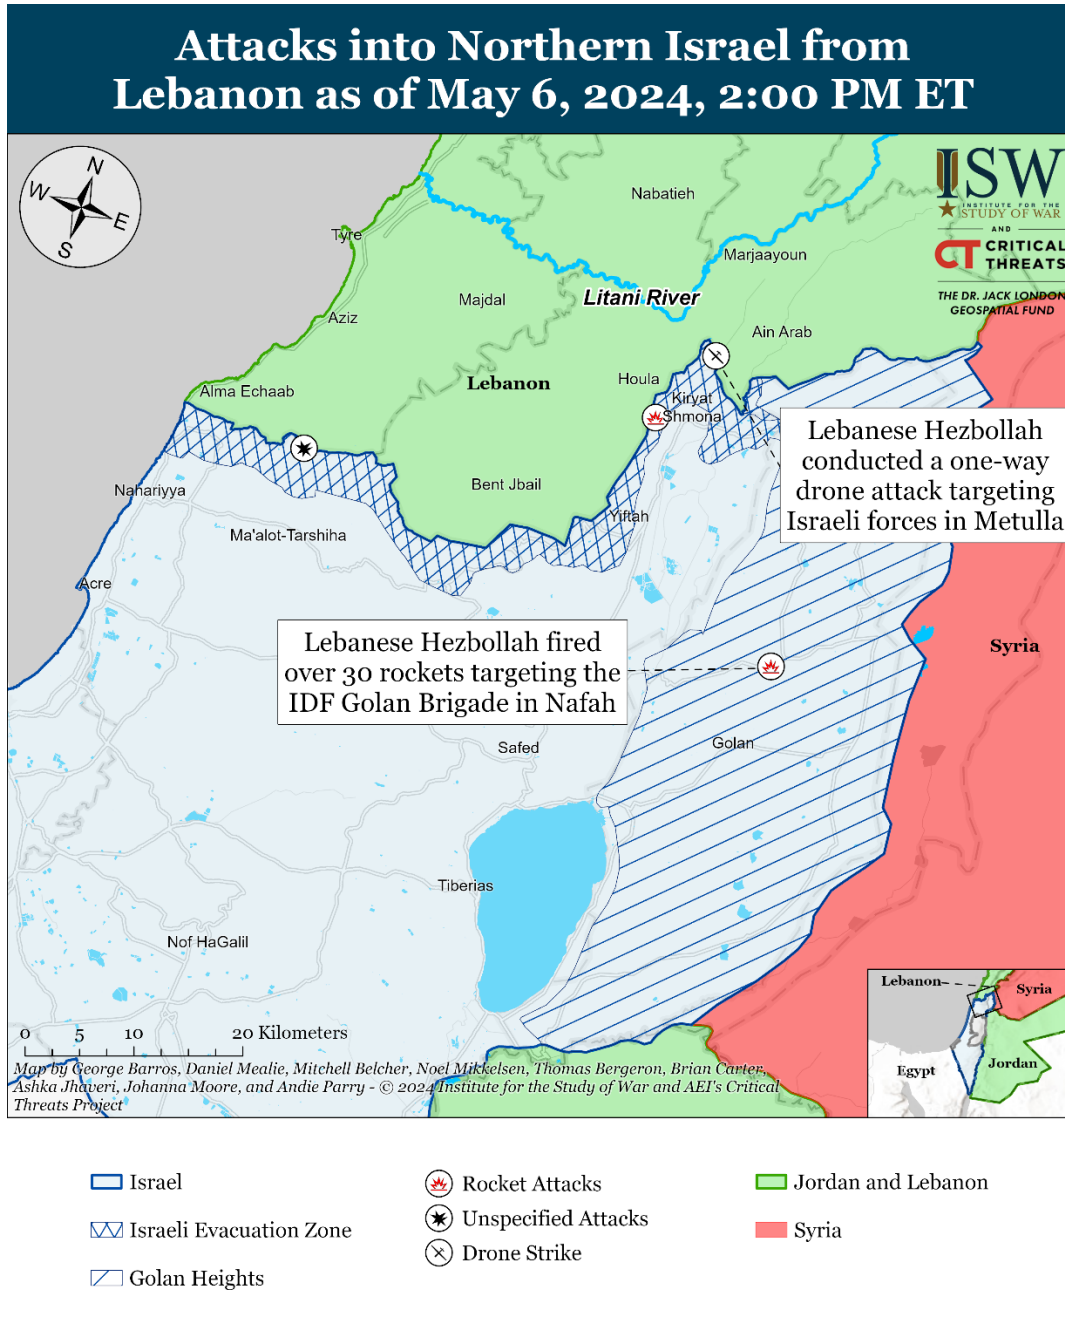 Attacks into Northern Israel from
Lebanon as of May 6, 2024, 2:00 PM ET
N
W
E
S
ISW
INSTITUTE FOR THE
STUDY OF WAR
AND
CT CRITICAL
THREATS
THE DR. JACK LONDON
GEOSPATIAL FUND
Nabatieh
Tyre
Marjaayoun
Majdal
Litani River
Aziz
Ain Arab
Houla
Lebanon
Alma Echaab
Kiryat
Shmona
Lebanese Hezbollah
conducted a one-way
drone attack targeting
Israeli forces in Metulla
Bent Jbail
Nahariyya
Yiftah
Ma'alot-Tarshiha
Acre
Lebanese Hezbollah fired
over 30 rockets targeting the
IDF Golan Brigade in Nafah
Syria
Safed
Golan
Tiberias
Nof HaGalil
Lebanon
Syria
Egypt
Jordan
0 5 10 20 Kilometers
Map by George Barros, Daniel Mealie, Mitchell Belcher, Noel Mikkelsen, Thomas Bergeron, Brian Carter,
Ashka Jhaveri, Johanna Moore, and Andie Parry - © 2024 Institute for the Study of War and AEI's Critical
Threats Project
Israel
Israeli Evacuation Zone
Golan Heights
Rocket Attacks
Unspecified Attacks
Drone Strike
Jordan and Lebanon
Syria